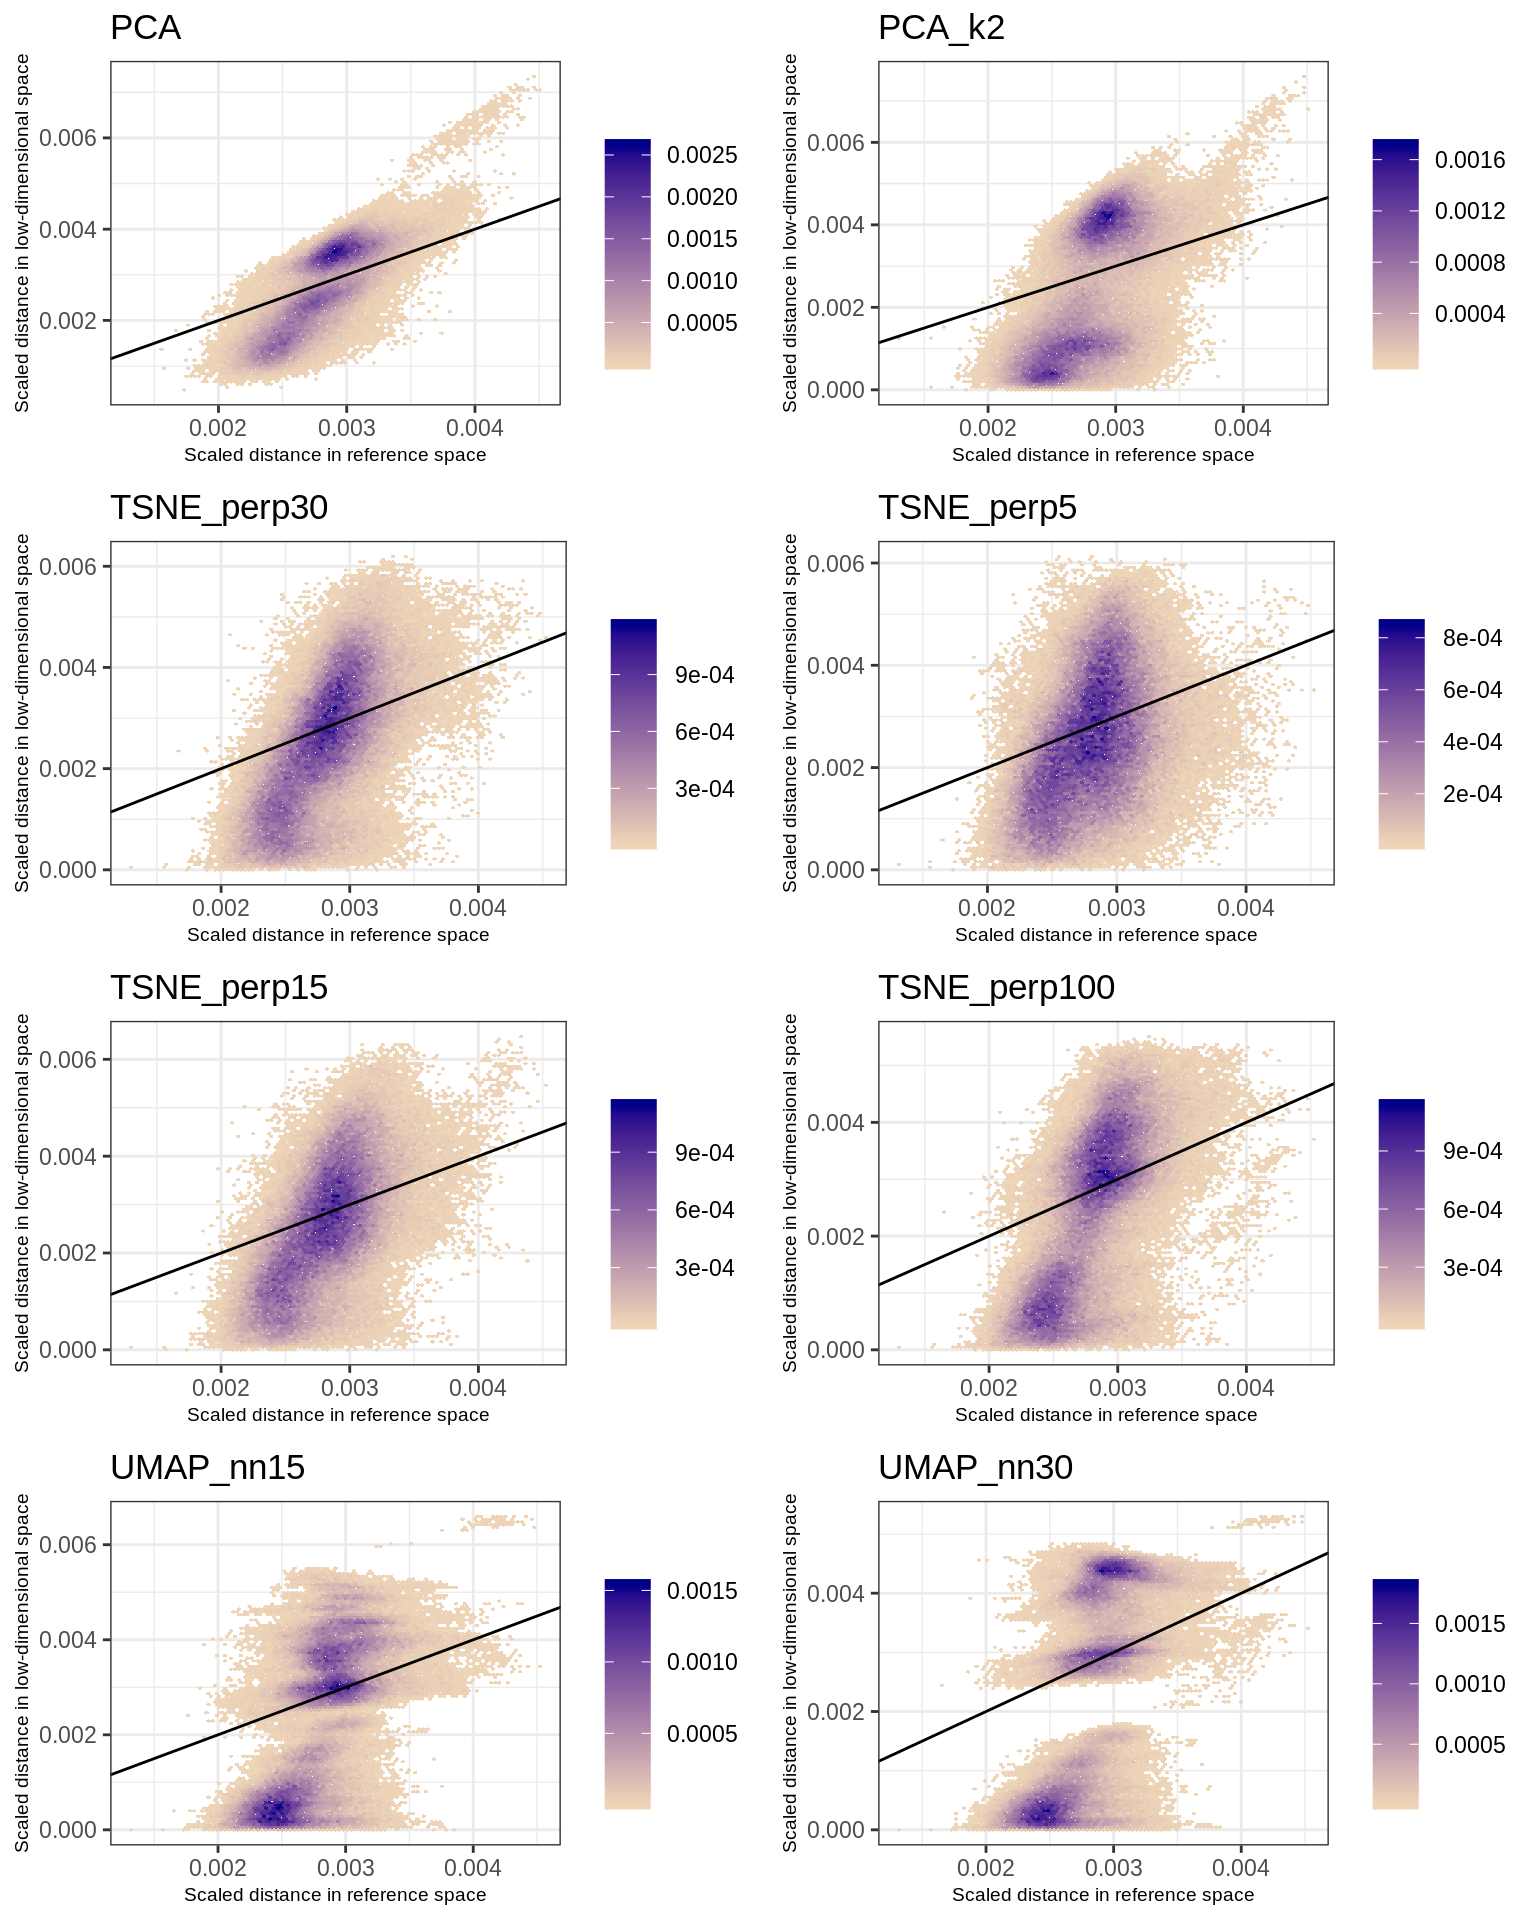 PCA
Scaled distance in low-dimensional space
0.006
0.004
0.002
0.002 0.003 0.004
Scaled distance in reference space
0.0025
0.0020
0.0015
0.0010
0.0005
PCA_k2
Scaled distance in low-dimensional space
0.006
0.004
0.002
0.000
0.002 0.003 0.004
Scaled distance in reference space
0.0016
0.0012
0.0008
0.0004
TSNE_perp30
Scaled distance in low-dimensional space
0.006
0.004
0.002
0.000
0.002 0.003 0.004
Scaled distance in reference space
9e-04
6e-04
3e-04
TSNE_perp5
Scaled distance in low-dimensional space
0.006
0.004
0.002
0.000
0.002 0.003 0.004
Scaled distance in reference space
8e-04
6e-04
4e-04
2e-04
TSNE_perp15
Scaled distance in low-dimensional space
0.006
0.004
0.002
0.000
0.002 0.003 0.004
Scaled distance in reference space
9e-04
6e-04
3e-04
TSNE_perp100
Scaled distance in low-dimensional space
0.004
0.002
0.000
0.002 0.003 0.004
Scaled distance in reference space
9e-04
6e-04
3e-04
UMAP_nn15
Scaled distance in low-dimensional space
0.006
0.004
0.002
0.000
0.002 0.003 0.004
Scaled distance in reference space
0.0015
0.0010
0.0005
UMAP_nn30
Scaled distance in low-dimensional space
0.004
0.002
0.000
0.002 0.003 0.004
Scaled distance in reference space
0.0015
0.0010
0.0005